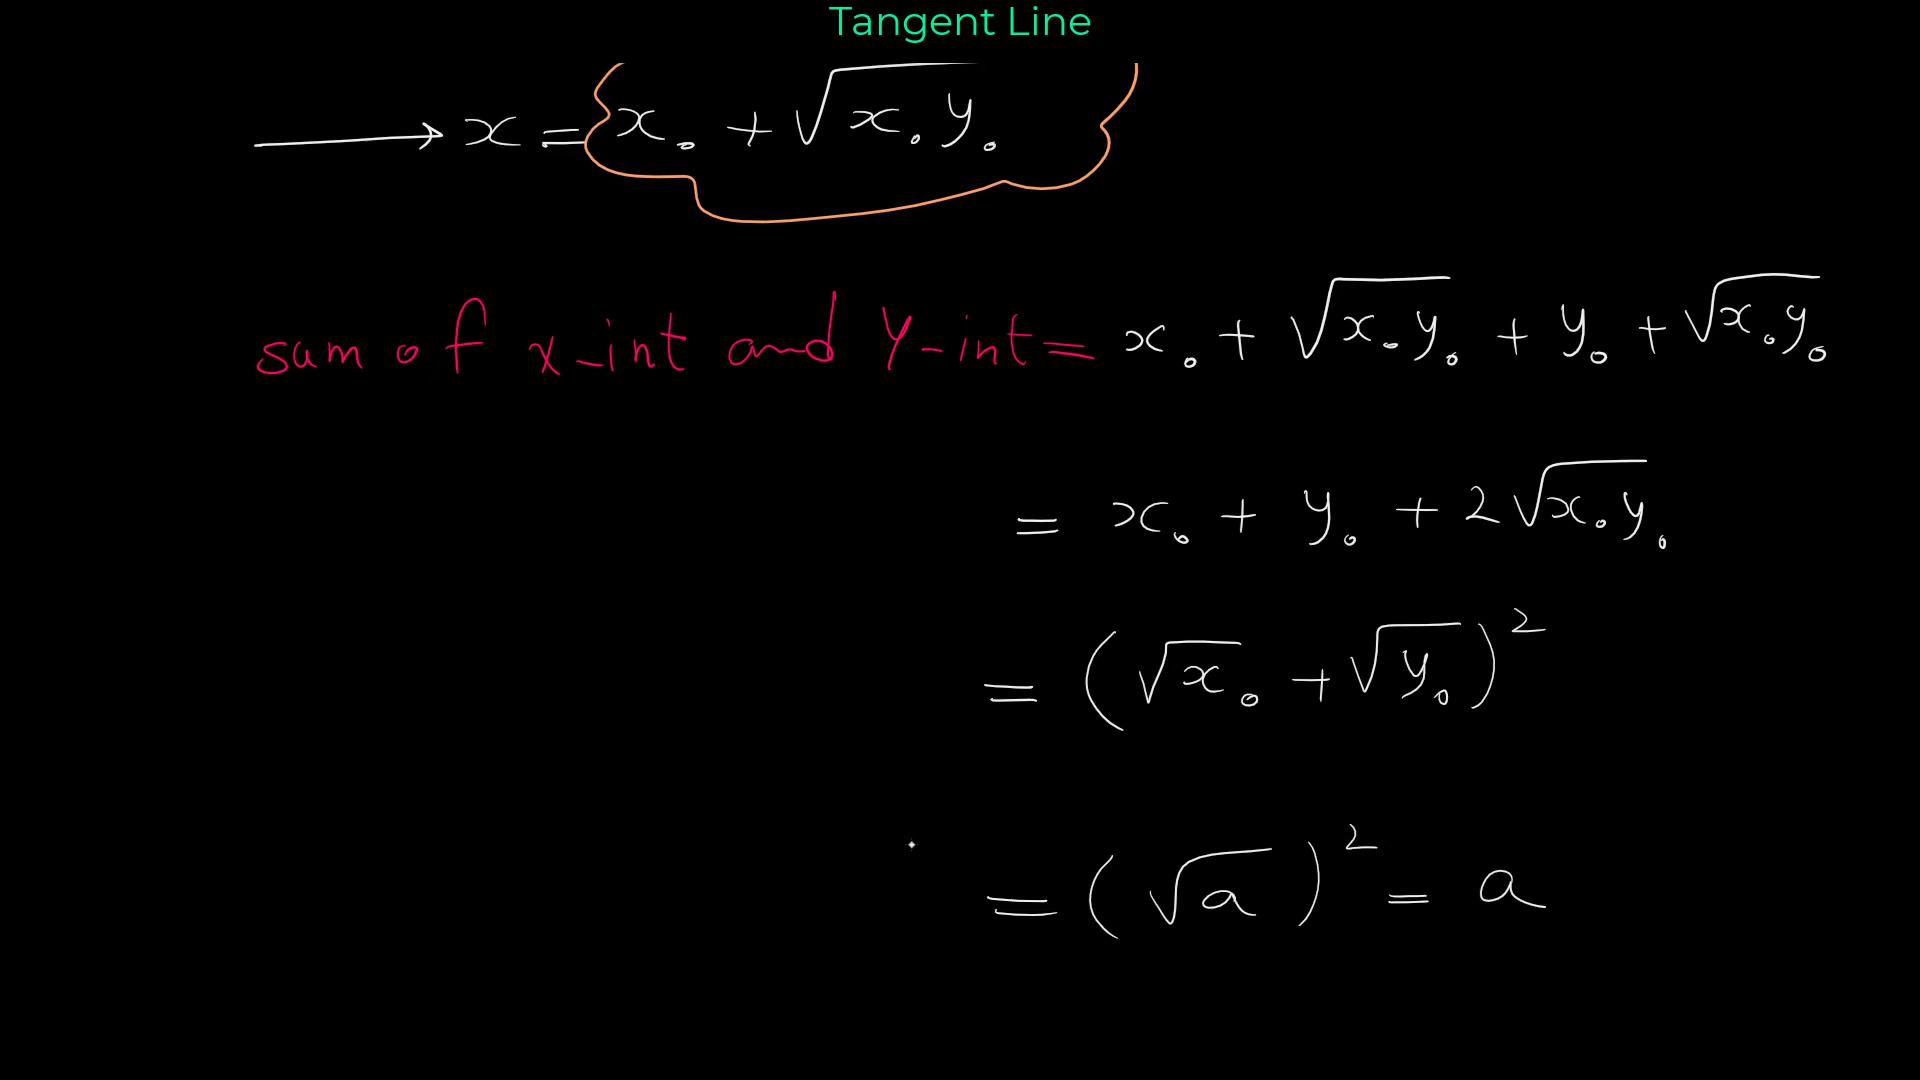 Tangent Line
⟶ x = x₀ + √x₀y₀
sum of x_int and Y-int = x₀ + √x₀y₀ + y₀ + √x₀y₀
= x₀ + y₀ + 2√x₀y₀
= (√x₀ + √y₀)²
= (√a)² = a